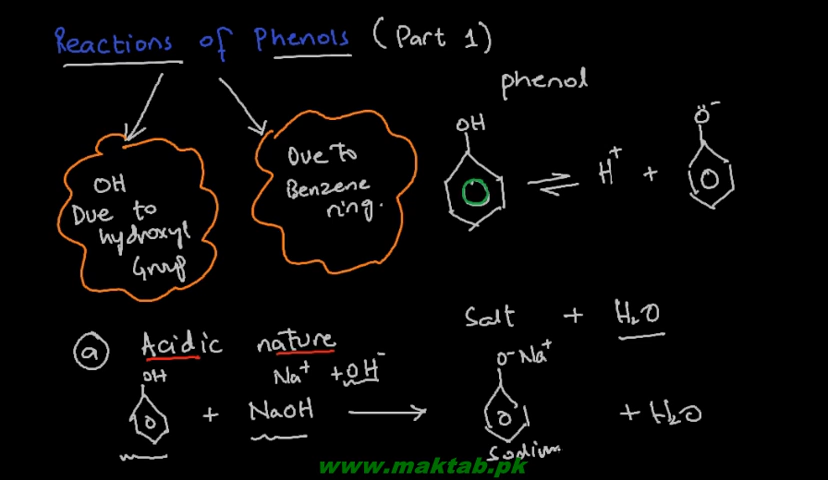 Reactions of Phenols (Part 1)
phenol
OH
Due to
hydroxyl
Group
Due to
Benzene
ring.
OH
⇌ H⁺ +
Ö⁻
Salt + H₂O
ⓐ Acidic nature
Na⁺ + OH⁻
O⁻Na⁺
OH
+ NaOH → + H₂O
Sodium
www.maktab.pk